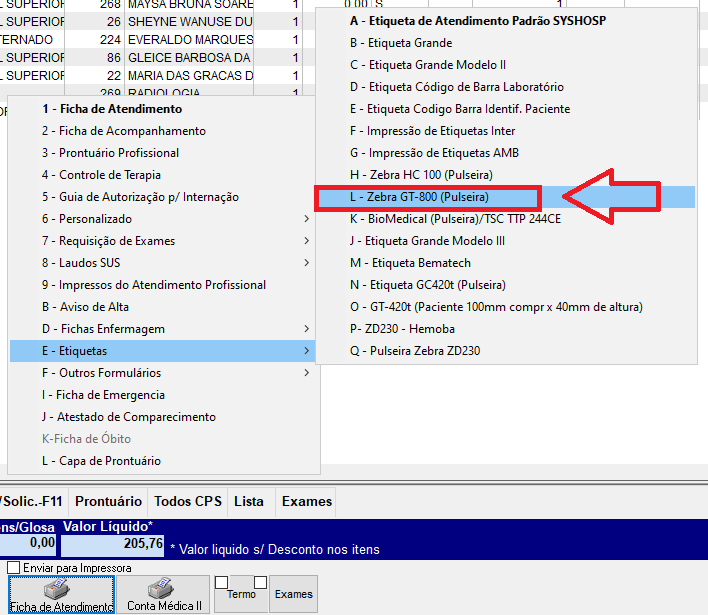 L SUPERIOR 268 MAYSA BRUNA SOARE 1 0,00 S 1
L SUPERIOR 26 SHEYNE WANUSE DU 1
TERNADO 224 EVERALDO MARQUES 1
L SUPERIOR 86 GLEICE BARBOSA DA 1
L SUPERIOR 22 MARIA DAS GRACAS D 1
269 RADIOLOGIA 1
1 - Ficha de Atendimento
2 - Ficha de Acompanhamento
3 - Prontuário Profissional
4 - Controle de Terapia
5 - Guia de Autorização p/ Internação
6 - Personalizado
7 - Requisição de Exames
8 - Laudos SUS
9 - Impressos do Atendimento Profissional
B - Aviso de Alta
D - Fichas Enfermagem
E - Etiquetas
F - Outros Formulários
I - Ficha de Emergencia
J - Atestado de Comparecimento
K-Ficha de Óbito
L - Capa de Prontuário
A - Etiqueta de Atendimento Padrão SYSHOSP
B - Etiqueta Grande
C - Etiqueta Grande Modelo II
D - Etiqueta Código de Barra Laboratório
E - Etiqueta Codigo Barra Identif. Paciente
F - Impressão de Etiquetas Inter
G - Impressão de Etiquetas AMB
H - Zebra HC 100 (Pulseira)
L - Zebra GT-800 (Pulseira)
K - BioMedical (Pulseira)/TSC TTP 244CE
J - Etiqueta Grande Modelo III
M - Etiqueta Bematech
N - Etiqueta GC420t (Pulseira)
O - GT-420t (Paciente 100mm compr x 40mm de altura)
P- ZD230 - Hemoba
Q - Pulseira Zebra ZD230
/Solic.-F11 Prontuário Todos CPS Lista Exames
ens/Glosa Valor Líquido*
0,00 205,76 * Valor liquido s/ Desconto nos itens
Enviar para Impressora
Ficha de Atendimento Conta Médica II Termo Exames